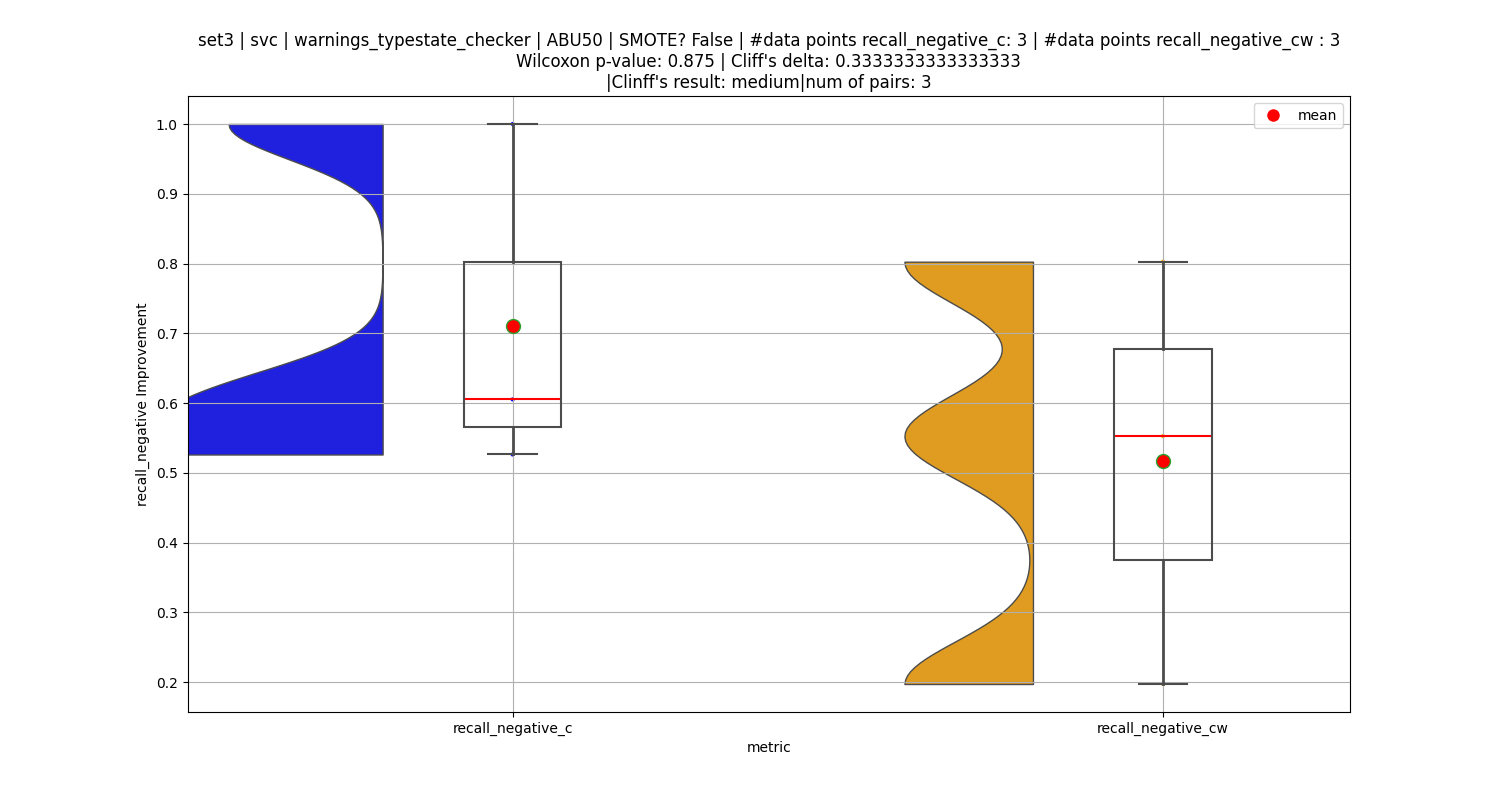 set3 | svc | warnings_typestate_checker | ABU50 | SMOTE? False | #data points recall_negative_c: 3 | #data points recall_negative_cw : 3
Wilcoxon p-value: 0.875 | Cliff's delta: 0.3333333333333333
|Clinff's result: medium|num of pairs: 3
mean
1.0
0.9
0.8
0.7
0.6
0.5
0.4
0.3
0.2
recall_negative Improvement
recall_negative_c
recall_negative_cw
metric